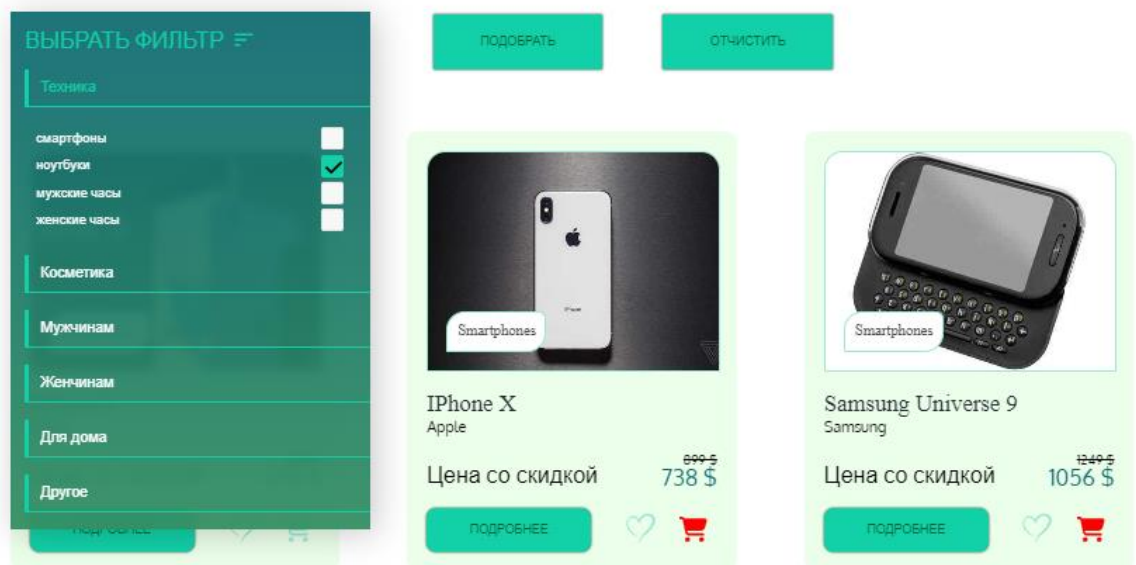 ВЫБРАТЬ ФИЛЬТР
Техника
смартфоны
ноутбуки
мужские часы
женские часы
Косметика
Мужчинам
Женчинам
Для дома
Другое
ПОДРОБНЕЕ
ПОДОБРАТЬ
ОТЧИСТИТЬ
Smartphones
IPhone X
Apple
899 $
Цена со скидкой
738 $
ПОДРОБНЕЕ
Smartphones
Samsung Universe 9
Samsung
1249 $
Цена со скидкой
1056 $
ПОДРОБНЕЕ